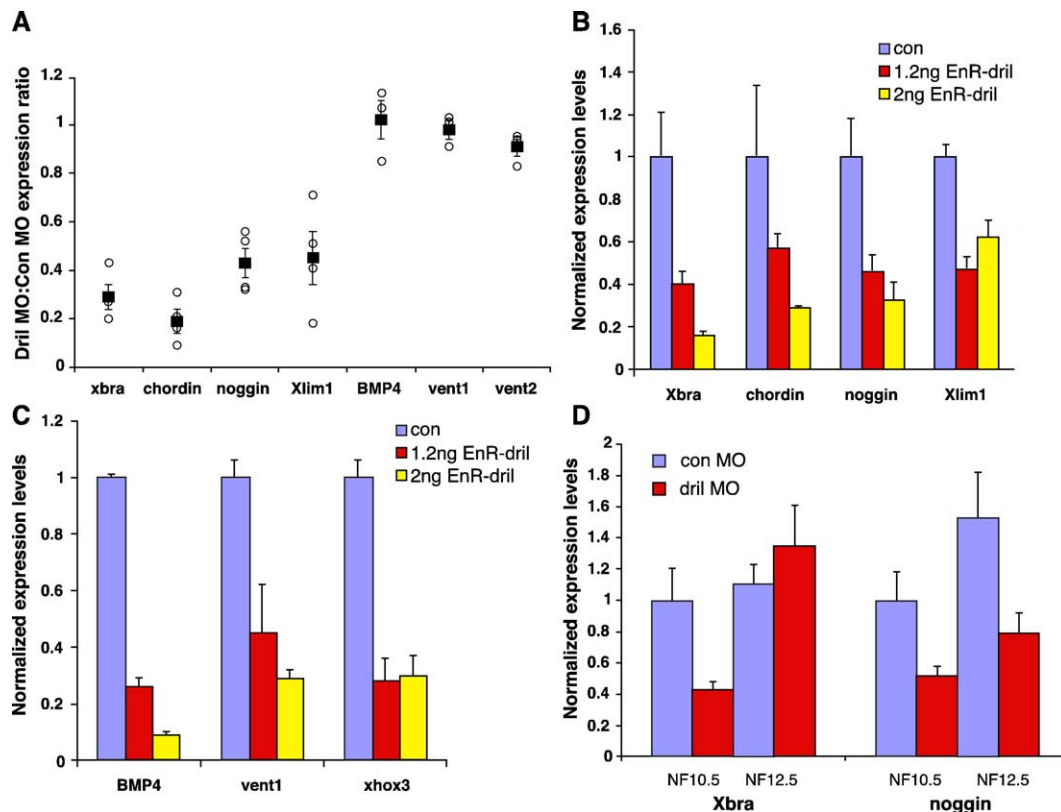 A
Dril MO:Con MO expression ratio
1.2
1
0.8
0.6
0.4
0.2
0
xbra chordin noggin Xlim1 BMP4 vent1 vent2
B
Normalized expression levels
1.6
1.4
1.2
1
0.8
0.6
0.4
0.2
0
con
1.2ng EnR-dril
2ng EnR-dril
Xbra chordin noggin Xlim1
C
Normalized expression levels
1.2
1
0.8
0.6
0.4
0.2
0
con
1.2ng EnR-dril
2ng EnR-dril
BMP4 vent1 xhox3
D
Normalized expression levels
2
1.8
1.6
1.4
1.2
1
0.8
0.6
0.4
0.2
0
con MO
dril MO
NF10.5 NF12.5 NF10.5 NF12.5
Xbra noggin